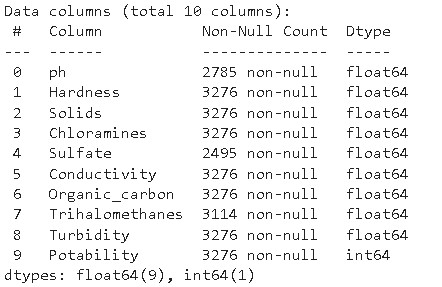 Data columns (total 10 columns):
 #   Column           Non-Null Count  Dtype
---  ------           --------------  -----
 0   ph               2785 non-null   float64
 1   Hardness         3276 non-null   float64
 2   Solids           3276 non-null   float64
 3   Chloramines      3276 non-null   float64
 4   Sulfate          2495 non-null   float64
 5   Conductivity     3276 non-null   float64
 6   Organic_carbon   3276 non-null   float64
 7   Trihalomethanes  3114 non-null   float64
 8   Turbidity        3276 non-null   float64
 9   Potability       3276 non-null   int64
dtypes: float64(9), int64(1)